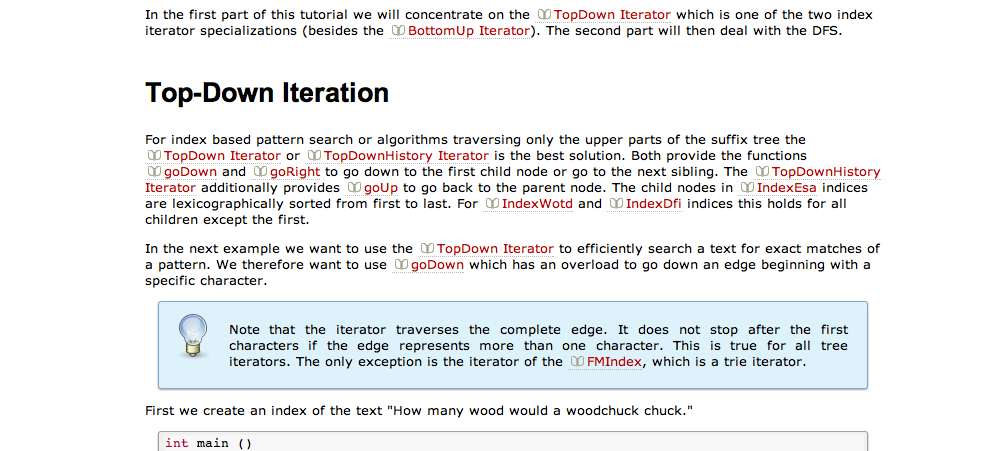 In the first part of this tutorial we will concentrate on the TopDown Iterator which is one of the two index
iterator specializations (besides the BottomUp Iterator). The second part will then deal with the DFS.
Top-Down Iteration
For index based pattern search or algorithms traversing only the upper parts of the suffix tree the
TopDown Iterator or TopDownHistory Iterator is the best solution. Both provide the functions
goDown and goRight to go down to the first child node or go to the next sibling. The TopDownHistory
Iterator additionally provides goUp to go back to the parent node. The child nodes in IndexEsa indices
are lexicographically sorted from first to last. For IndexWotd and IndexDfi indices this holds for all
children except the first.
In the next example we want to use the TopDown Iterator to efficiently search a text for exact matches of
a pattern. We therefore want to use goDown which has an overload to go down an edge beginning with a
specific character.
Note that the iterator traverses the complete edge. It does not stop after the first
characters if the edge represents more than one character. This is true for all tree
iterators. The only exception is the iterator of the FMIndex, which is a trie iterator.
First we create an index of the text "How many wood would a woodchuck chuck."
int main ()